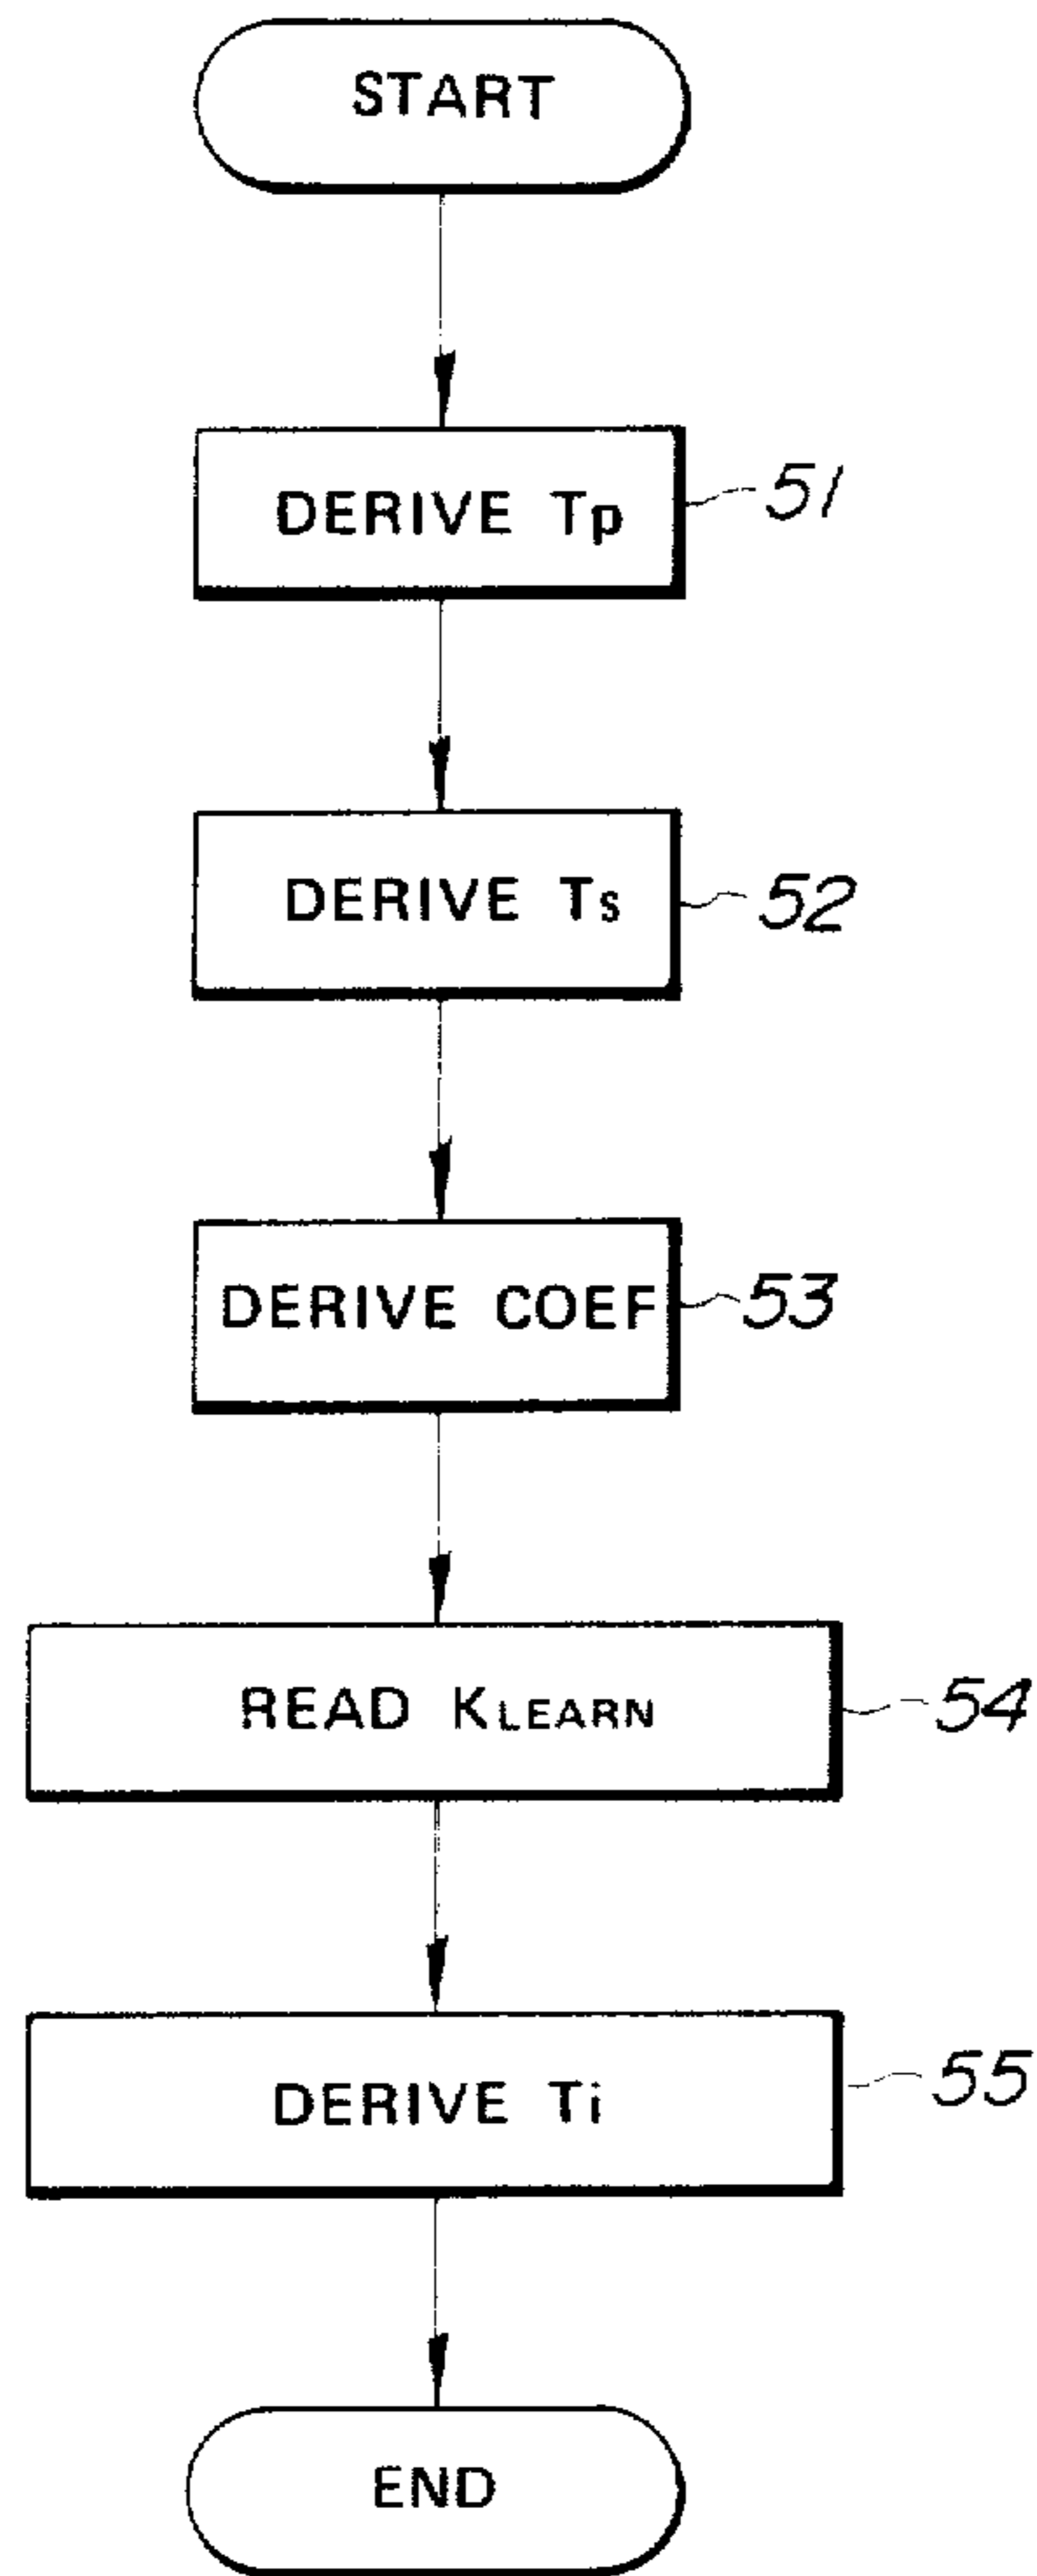 START
DERIVE Tp
51
DERIVE Ts
52
DERIVE COEF
53
READ KLEARN
54
DERIVE Ti
55
END